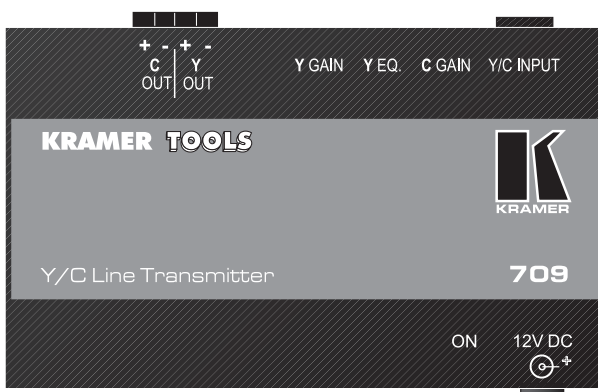 + - + -
C Y
OUT OUT
Y GAIN Y EQ. C GAIN Y/C INPUT
KRAMER TOOLS
K
KRAMER
Y/C Line Transmitter
709
ON 12V DC
+